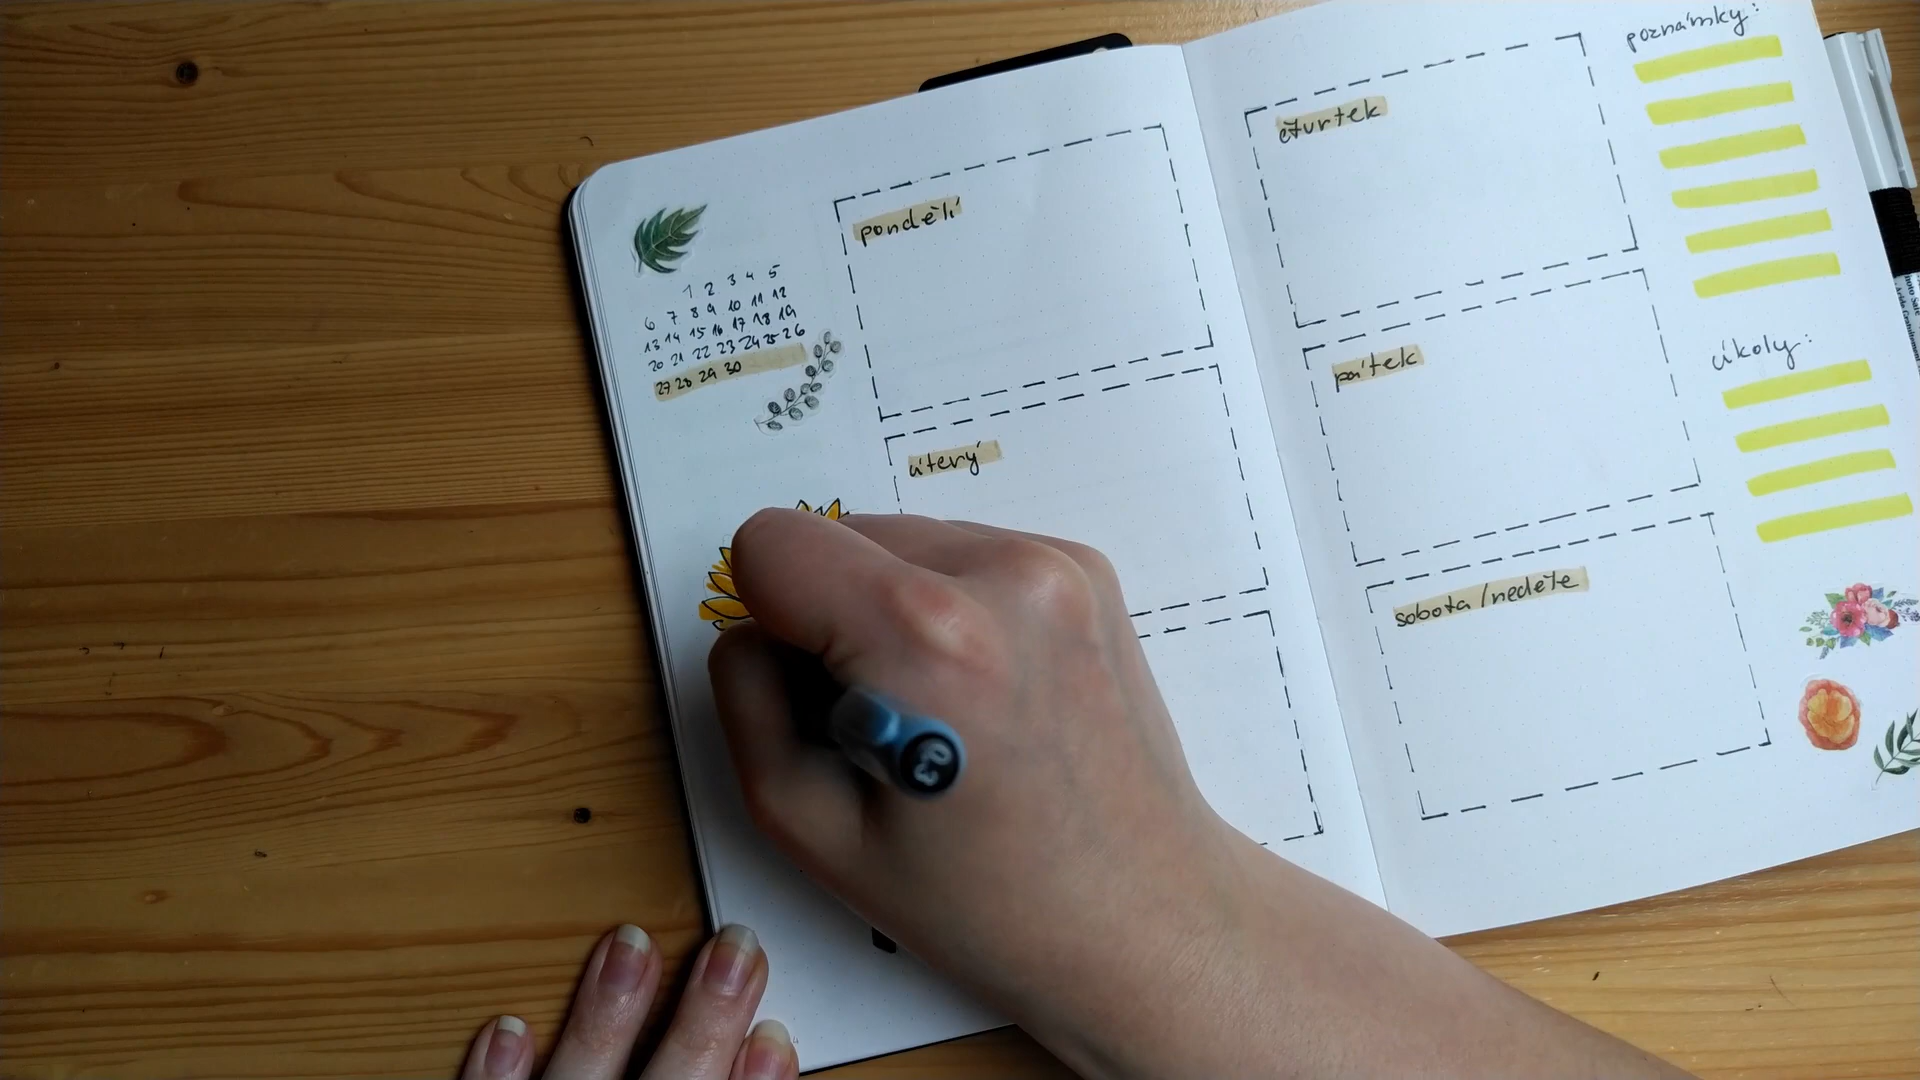 1 2 3 4 5
6 7 8 9 10 11 12
13 14 15 16 17 18 19
20 21 22 23 24 25 26
27 28 29 30
pondělí
úterý
čtvrtek
pátek
sobota/neděle
poznámky:
úkoly:
0.3